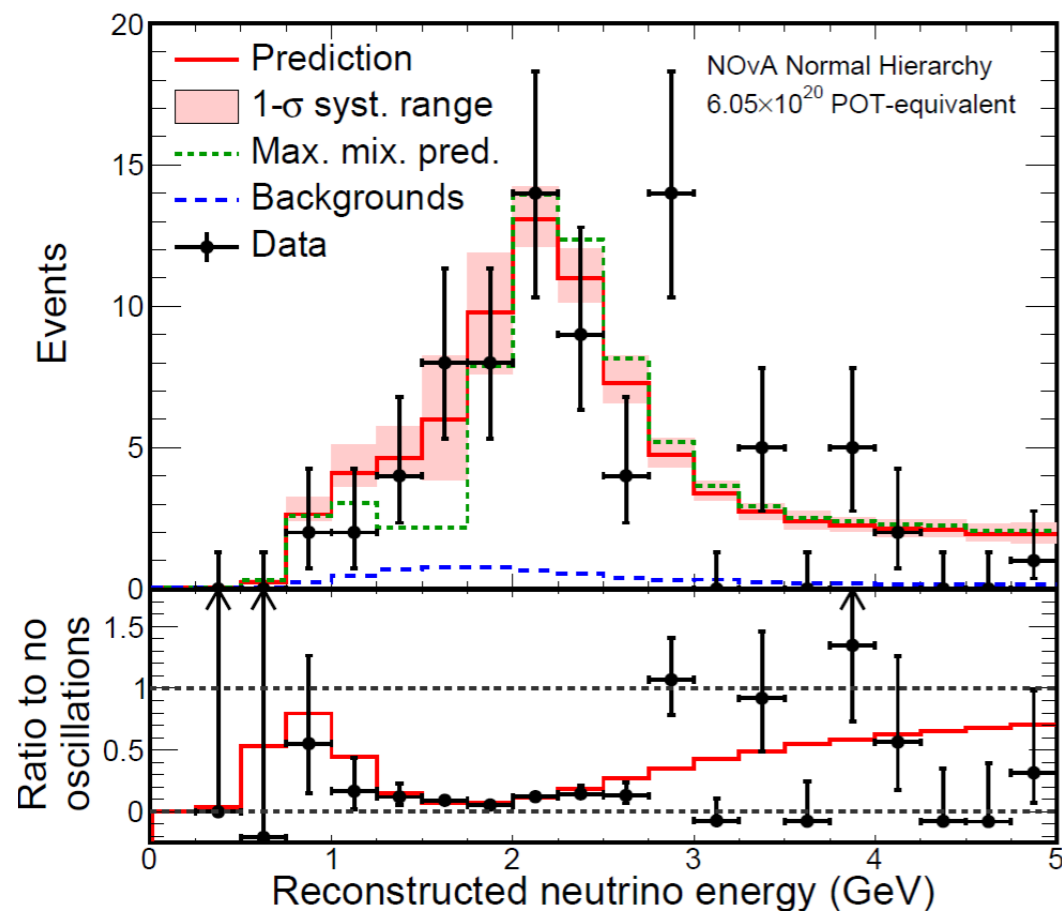 20
15
10
5
0
Events
Prediction
1-σ syst. range
Max. mix. pred.
Backgrounds
Data
NOvA Normal Hierarchy
6.05×10²⁰ POT-equivalent
1.5
1
0.5
0
Ratio to no
oscillations
0 1 2 3 4 5
Reconstructed neutrino energy (GeV)